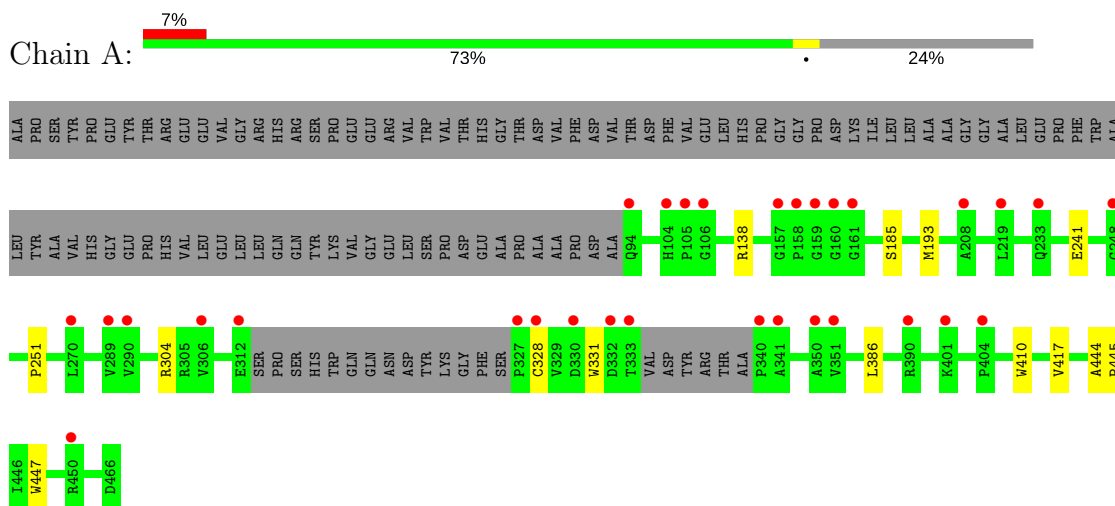 7%
Chain A:
73% • 24%
ALA PRO SER TYR PRO GLU TYR THR ARG GLU GLU VAL GLY ARG HIS ARG SER PRO GLU GLU ARG VAL TRP VAL THR HIS GLY THR ASP VAL PHE ASP VAL THR ASP PHE VAL GLU LEU HIS PRO GLY GLY PRO ASP LYS ILE LEU LEU ALA ALA GLY GLY ALA LEU GLU PRO PHE TRP ALA
LEU TYR ALA VAL HIS GLY GLU PRO HIS VAL LEU GLU LEU LEU GLN GLN TYR LYS VAL GLY GLU LEU SER PRO ASP GLU ALA PRO ALA ALA PRO ASP ALA Q94 H104 P105 G106 R138 G157 P158 G159 G160 G161 S185 M193 A208 L219 Q233 E241
P251 L270 V289 V290 R304 R305 V306 E312 SER PRO SER HIS TRP GLN GLN ASN ASP TYR LYS GLY PHE SER P327 C328 V329 D330 W331 D332 T333 VAL ASP TYR ARG THR ALA P340 A341 A350 V351 L386 R390 K401 P404 W410 V417 A444
I446 W447 R450 D466